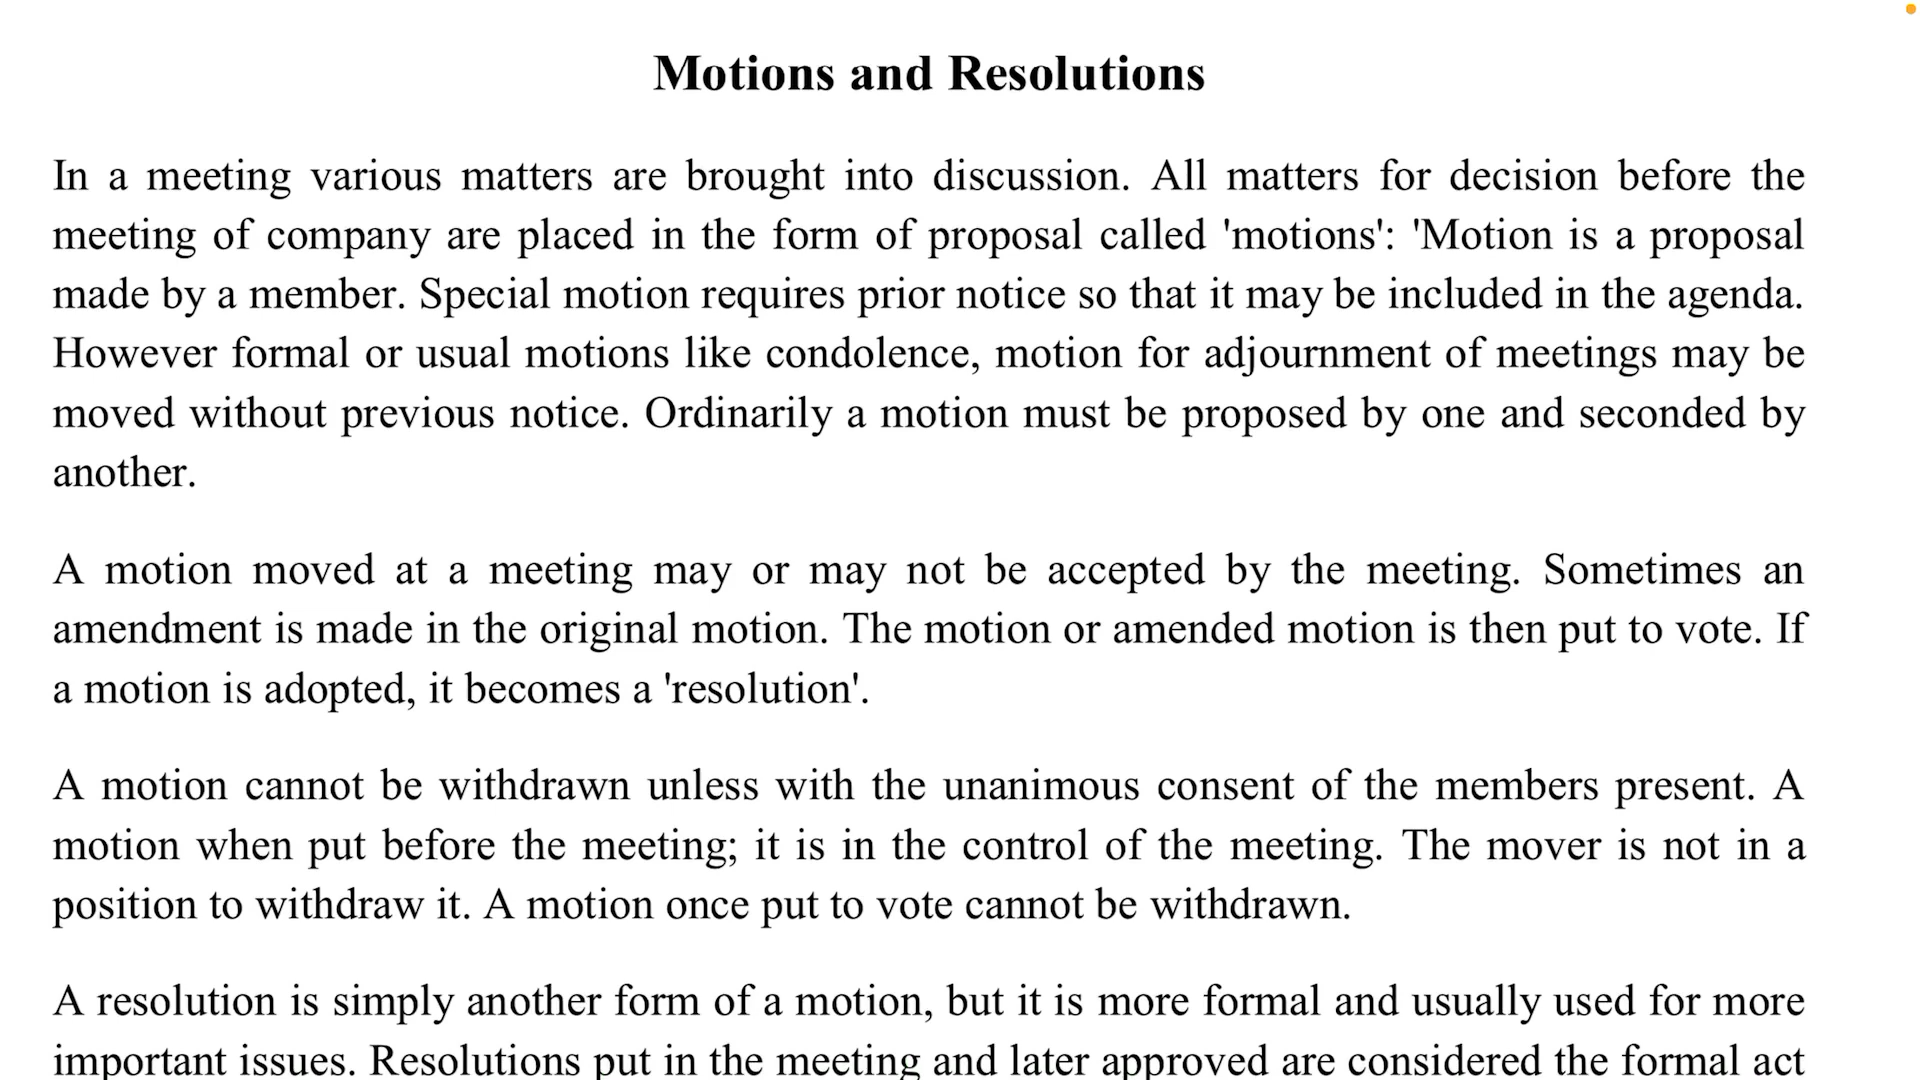 Motions and Resolutions
In a meeting various matters are brought into discussion. All matters for decision before the
meeting of company are placed in the form of proposal called 'motions': 'Motion is a proposal
made by a member. Special motion requires prior notice so that it may be included in the agenda.
However formal or usual motions like condolence, motion for adjournment of meetings may be
moved without previous notice. Ordinarily a motion must be proposed by one and seconded by
another.
A motion moved at a meeting may or may not be accepted by the meeting. Sometimes an
amendment is made in the original motion. The motion or amended motion is then put to vote. If
a motion is adopted, it becomes a 'resolution'.
A motion cannot be withdrawn unless with the unanimous consent of the members present. A
motion when put before the meeting; it is in the control of the meeting. The mover is not in a
position to withdraw it. A motion once put to vote cannot be withdrawn.
A resolution is simply another form of a motion, but it is more formal and usually used for more
important issues. Resolutions put in the meeting and later approved are considered the formal act